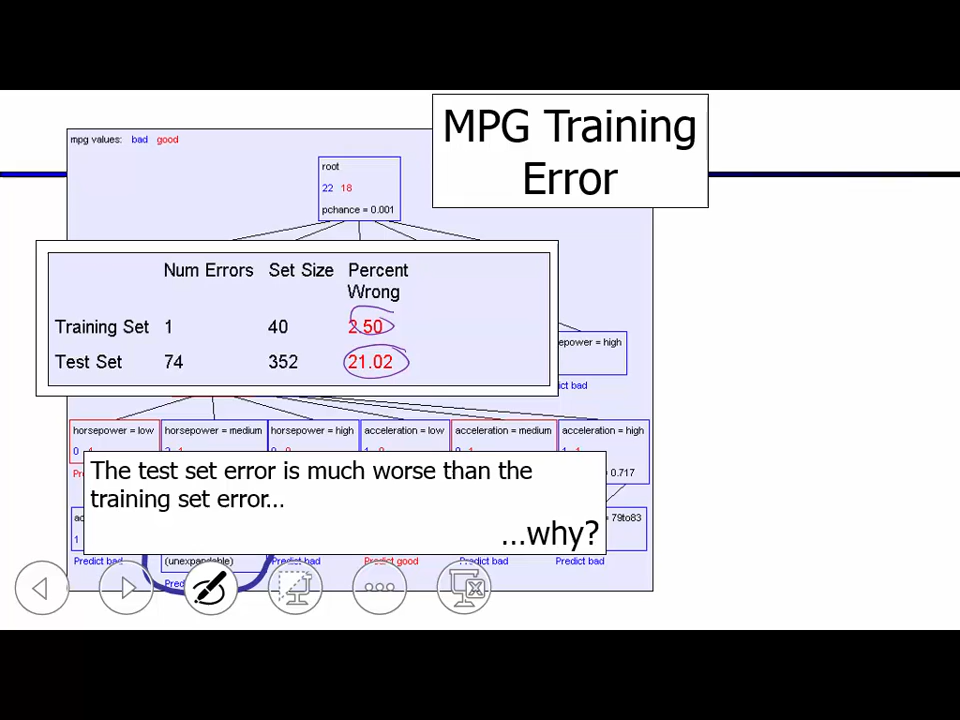 MPG Training
Error
mpg values: bad good
root
22 18
pchance = 0.001
Num Errors Set Size Percent
Wrong
Training Set 1 40 2.50
Test Set 74 352 21.02
epower = high
dict bad
horsepower = low horsepower = medium horsepower = high acceleration = low acceleration = medium acceleration = high
0.717
The test set error is much worse than the
training set error…
…why?
79to83
1
Predict bad (unexpandable) Predict bad Predict good Predict bad Predict bad